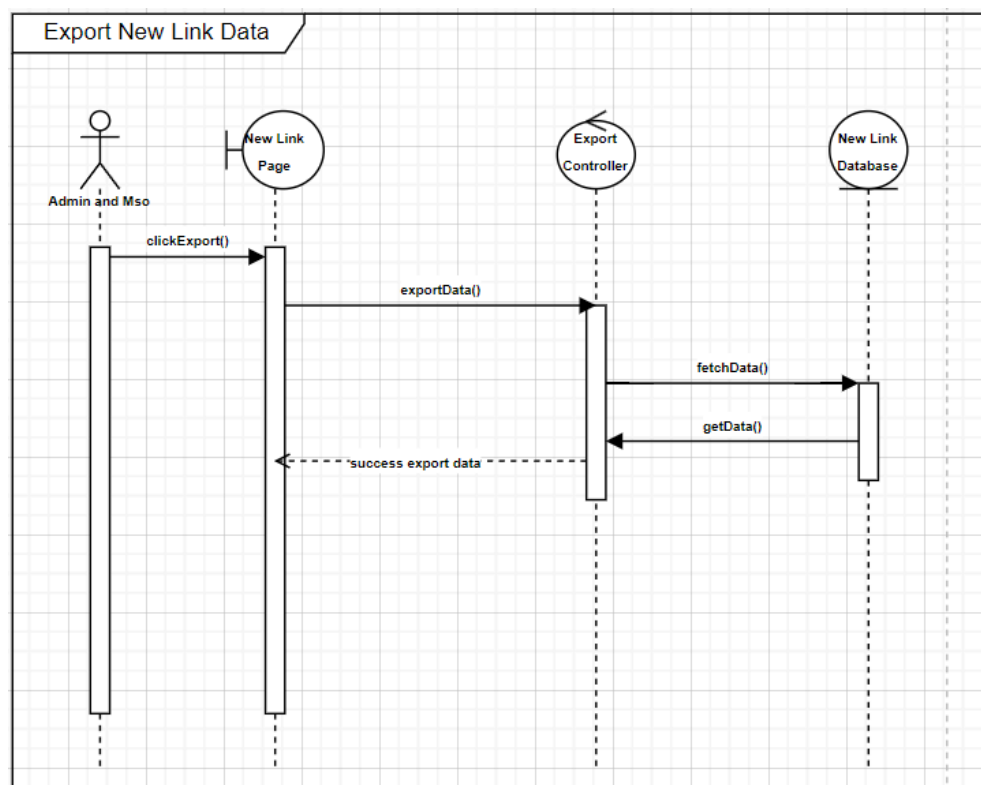 Export New Link Data
New Link
Page
Export
Controller
New Link
Database
Admin and Mso
clickExport()
exportData()
fetchData()
getData()
success export data